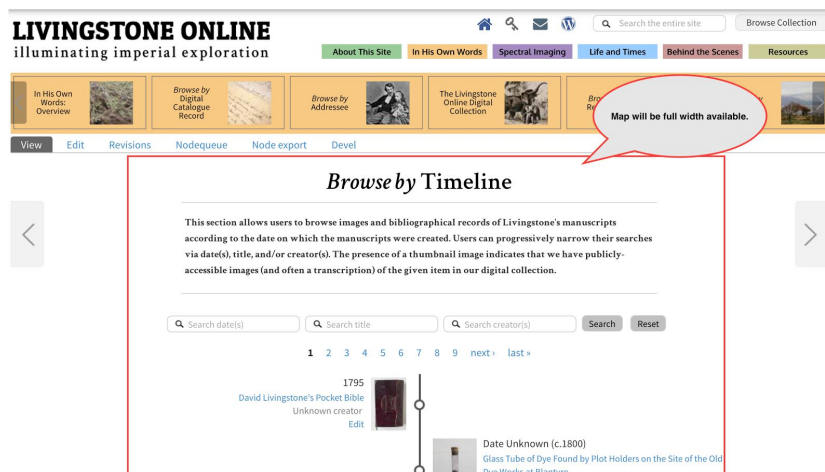 LIVINGSTONE ONLINE
illuminating imperial exploration
Search the entire site
Browse Collection
About This Site
In His Own Words
Spectral Imaging
Life and Times
Behind the Scenes
Resources
In His Own
Words:
Overview
Browse by
Digital
Catalogue
Record
Browse by
Addressee
The Livingstone
Online Digital
Collection
Map will be full width available.
View
Edit
Revisions
Nodequeue
Node export
Devel
Browse by Timeline
This section allows users to browse images and bibliographical records of Livingstone's manuscripts
according to the date on which the manuscripts were created. Users can progressively narrow their searches
via date(s), title, and/or creator(s). The presence of a thumbnail image indicates that we have publicly-
accessible images (and often a transcription) of the given item in our digital collection.
Search date(s)
Search title
Search creator(s)
Search
Reset
1 2 3 4 5 6 7 8 9 next › last »
1795
David Livingstone's Pocket Bible
Unknown creator
Edit
Date Unknown (c.1800)
Glass Tube of Dye Found by Plot Holders on the Site of the Old
Dye Works at Blantyre